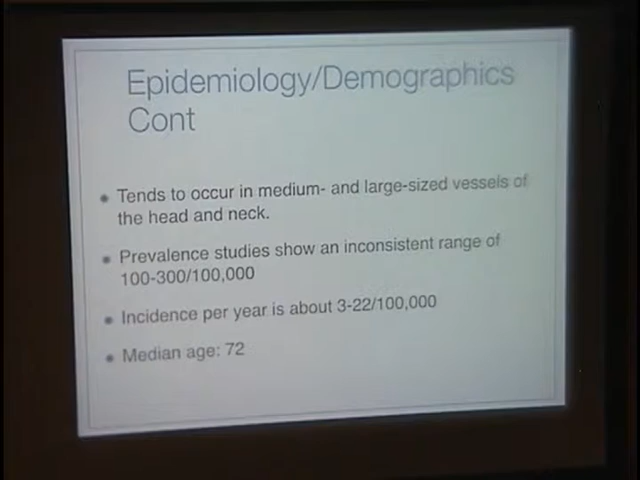 Epidemiology/Demographics
Cont
Tends to occur in medium- and large-sized vessels of
the head and neck.
Prevalence studies show an inconsistent range of
100-300/100,000
Incidence per year is about 3-22/100,000
Median age: 72